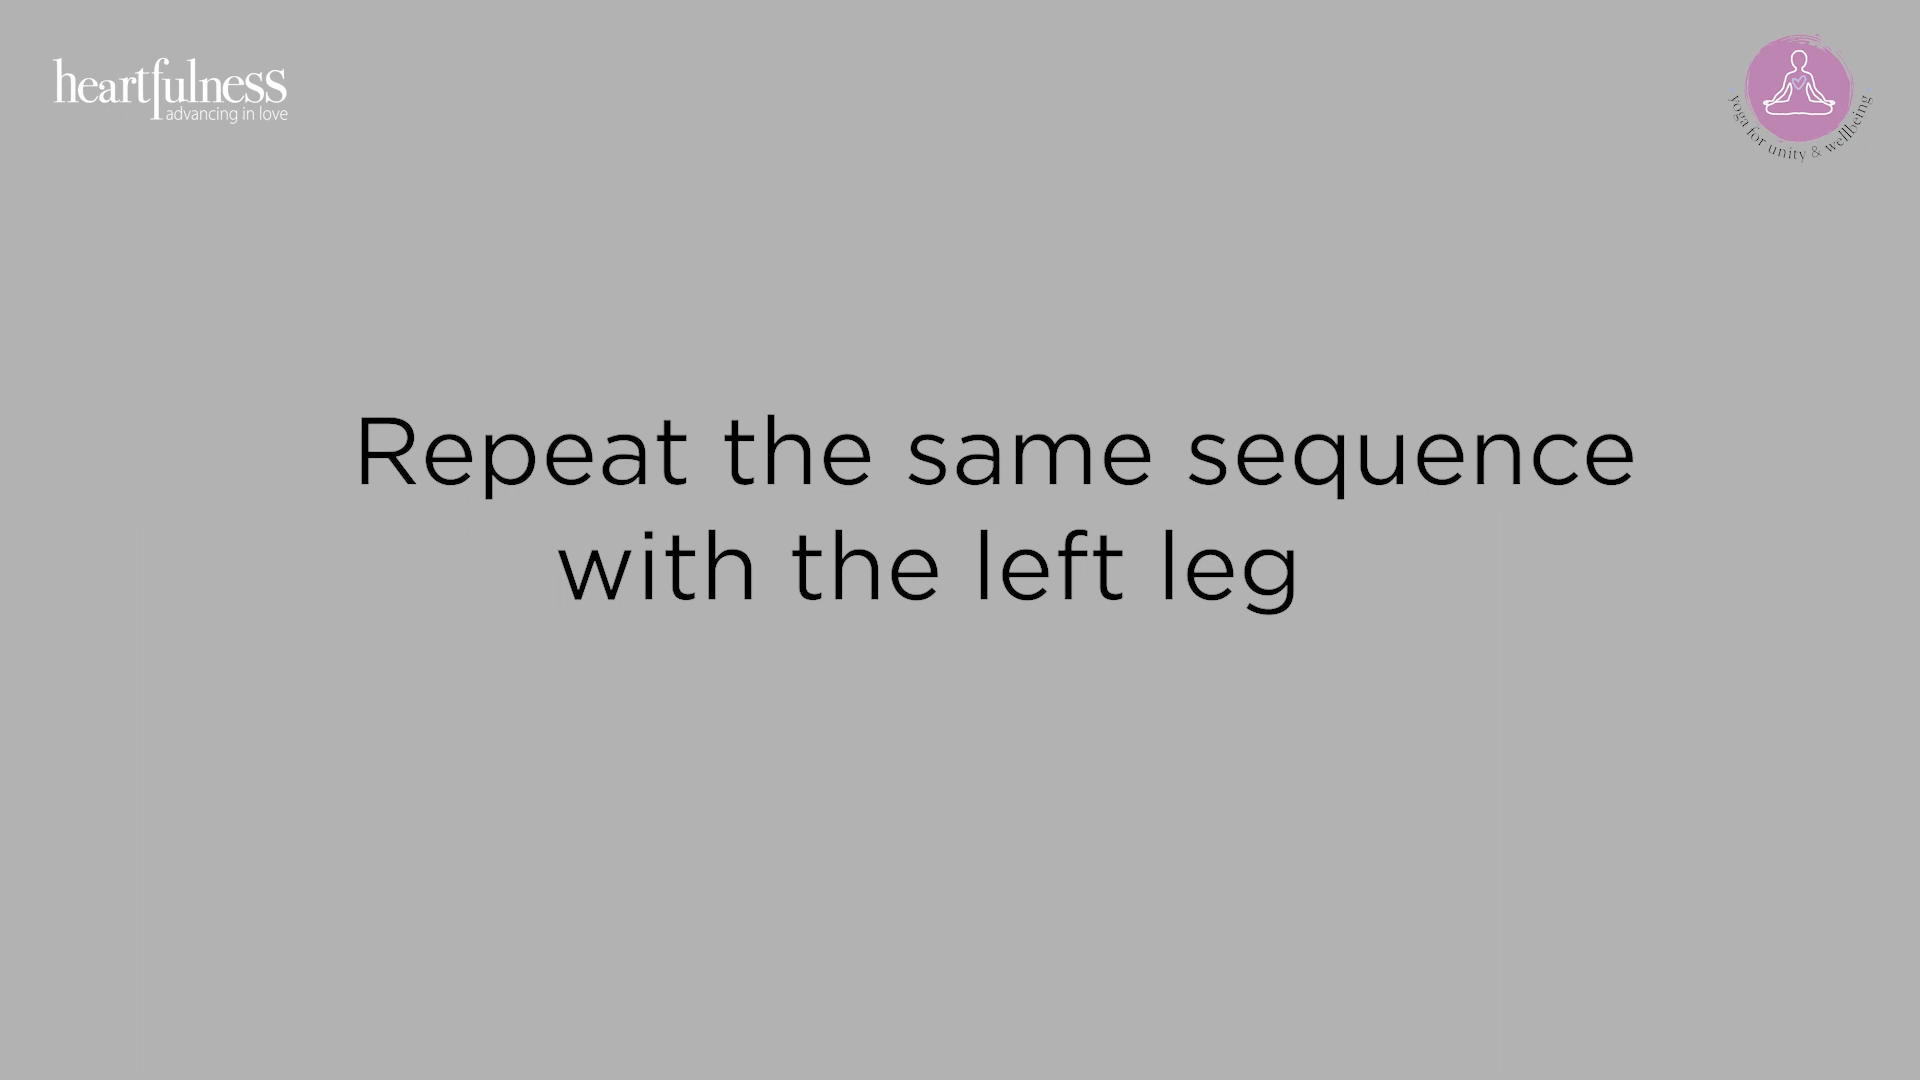 heartfulness
advancing in love
yoga for unity & wellbeing
Repeat the same sequence
with the left leg